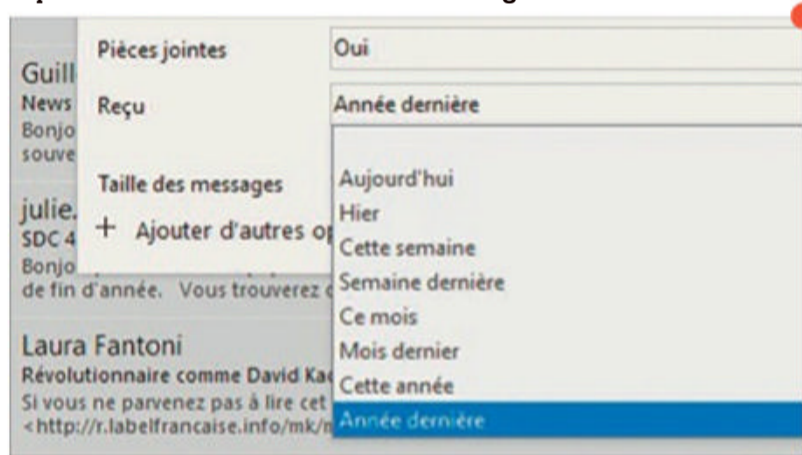 Pièces jointes
Oui
Guill
News
Reçu
Année dernière
Bonjo
souve
Taille des messages
Aujourd'hui
julie.
Hier
SDC 4
+ Ajouter d'autres op
Cette semaine
Bonjo
de fin d'année. Vous trouverez
Semaine dernière
Ce mois
Laura Fantoni
Mois dernier
Révolutionnaire comme David Ka
Cette année
Si vous ne parvenez pas à lire cet
<http://r.labelfrancaise.info/mk/
Année dernière